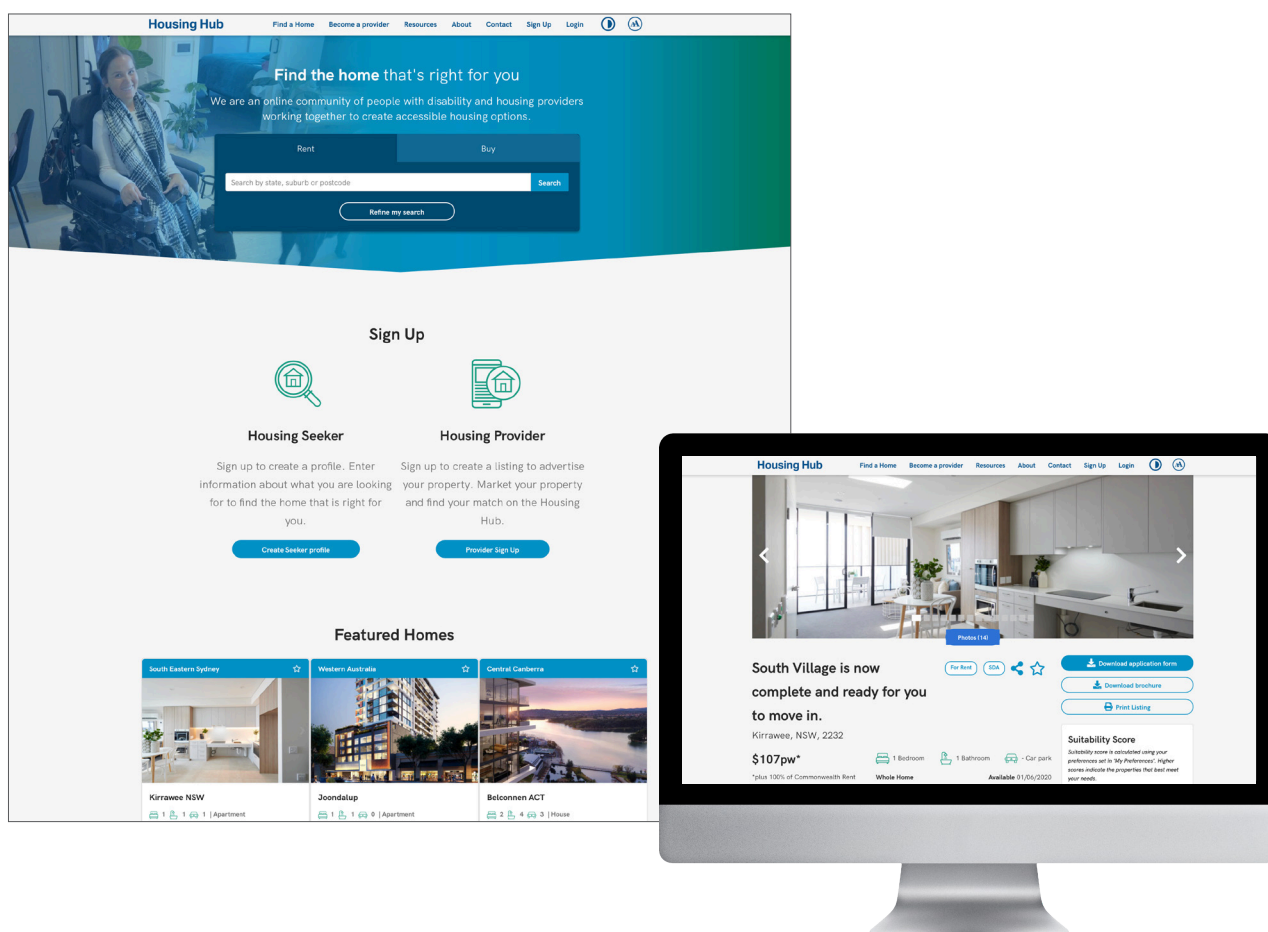 Housing Hub
Find a Home Become a provider Resources About Contact Sign Up Login
Find the home that's right for you
We are an online community of people with disability and housing providers
working together to create accessible housing options.
Rent Buy
Search by state, suburb or postcode Search
Refine my search
Sign Up
Housing Seeker
Sign up to create a profile. Enter
information about what you are looking
for to find the home that is right for
you.
Create Seeker profile
Housing Provider
Sign up to create a listing to advertise
your property. Market your property
and find your match on the Housing
Hub.
Provider Sign Up
Featured Homes
South Eastern Sydney
Kirrawee NSW
1 1 1 | Apartment
Western Australia
Joondalup
1 1 0 | Apartment
Central Canberra
Belconnen ACT
2 4 3 | House
Housing Hub
Find a Home Become a provider Resources About Contact Sign Up Login
Photos (14)
South Village is now
complete and ready for you
to move in.
For Rent SDA
Kirrawee, NSW, 2232
$107pw*
*plus 100% of Commonwealth Rent
1 Bedroom 1 Bathroom - Car park
Whole Home Available 01/06/2020
Download application form
Download brochure
Print Listing
Suitability Score
Suitability score is calculated using your
preferences set in 'My Preferences'. Higher
scores indicate the properties that best meet
your needs.